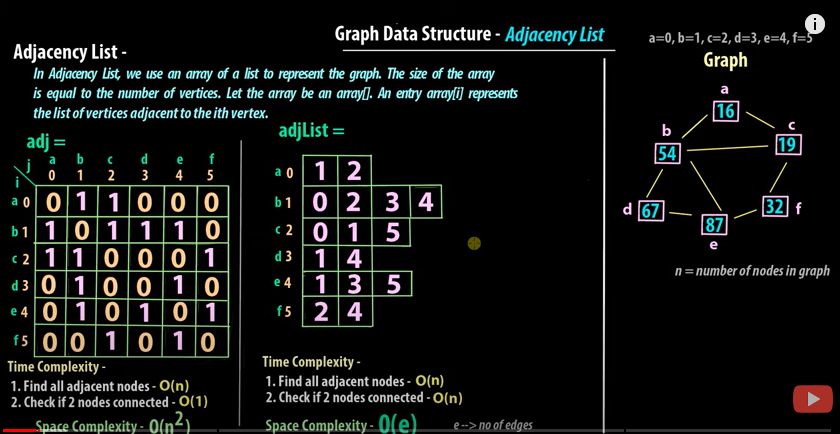 Graph Data Structure - Adjacency List
Adjacency List -
In Adjacency List, we use an array of a list to represent the graph. The size of the array
is equal to the number of vertices. Let the array be an array[]. An entry array[i] represents
the list of vertices adjacent to the ith vertex.
adj =
j a b c d e f
i 0 1 2 3 4 5
a 0 0 1 1 0 0 0
b 1 1 0 1 1 1 0
c 2 1 1 0 0 0 1
d 3 0 1 0 0 1 0
e 4 0 1 0 1 0 1
f 5 0 0 1 0 1 0
Time Complexity -
1. Find all adjacent nodes - O(n)
2. Check if 2 nodes connected - O(1)
Space Complexity - O(n²)
adjList =
a 0 1 2
b 1 0 2 3 4
c 2 0 1 5
d 3 1 4
e 4 1 3 5
f 5 2 4
Time Complexity -
1. Find all adjacent nodes - O(n)
2. Check if 2 nodes connected - O(n)
Space Complexity - O(e) e --> no of edges
a=0, b=1, c=2, d=3, e=4, f=5
Graph
a
16
b c
54 19
d 67 32 f
87
e
n = number of nodes in graph
i